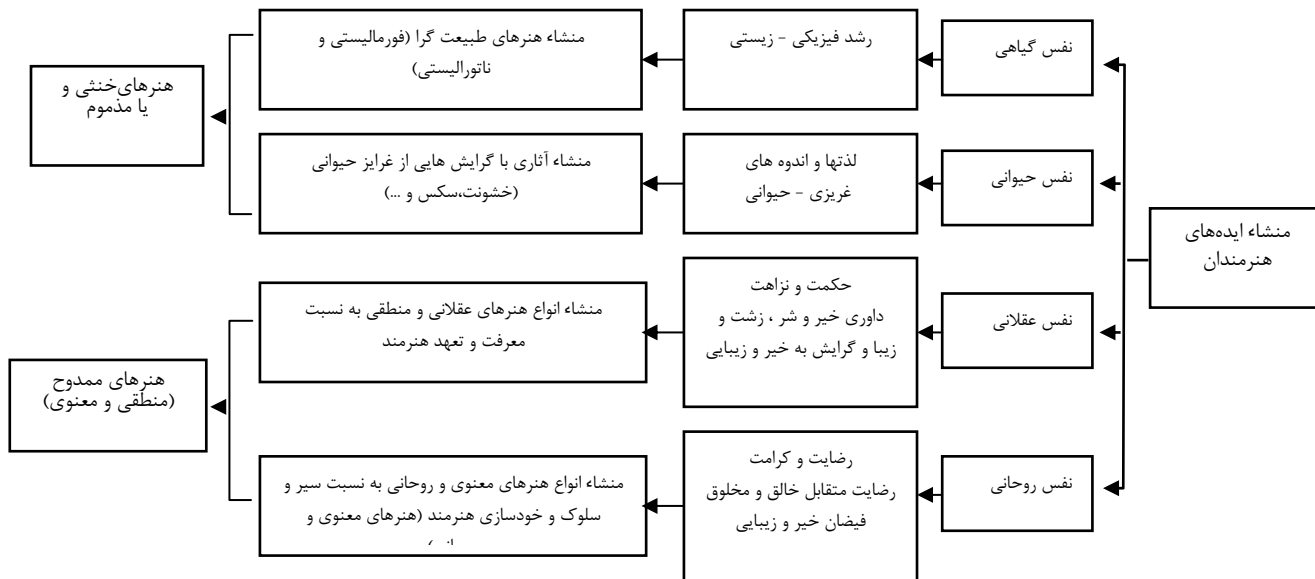 منشاء ایده‌های
هنرمندان
نفس گیاهی
رشد فیزیکی - زیستی
منشاء هنرهای طبیعت گرا (فورمالیستی و
ناتورالیستی)
نفس حیوانی
لذتها و اندوه های
غریزی - حیوانی
منشاء آثاری با گرایش هایی از غرایز حیوانی
(خشونت،سکس و ...)
هنرهای‌خنثی و
یا مذموم
نفس عقلانی
حکمت و نزاهت
داوری خیر و شر ، زشت و
زیبا و گرایش به خیر و زیبایی
منشاء انواع هنرهای عقلانی و منطقی به نسبت
معرفت و تعهد هنرمند
نفس روحانی
رضایت و کرامت
رضایت متقابل خالق و مخلوق
فیضان خیر و زیبایی
منشاء انواع هنرهای معنوی و روحانی به نسبت سیر و
سلوک و خودسازی هنرمند (هنرهای معنوی و
هنرهای ممدوح
(منطقی و معنوی)